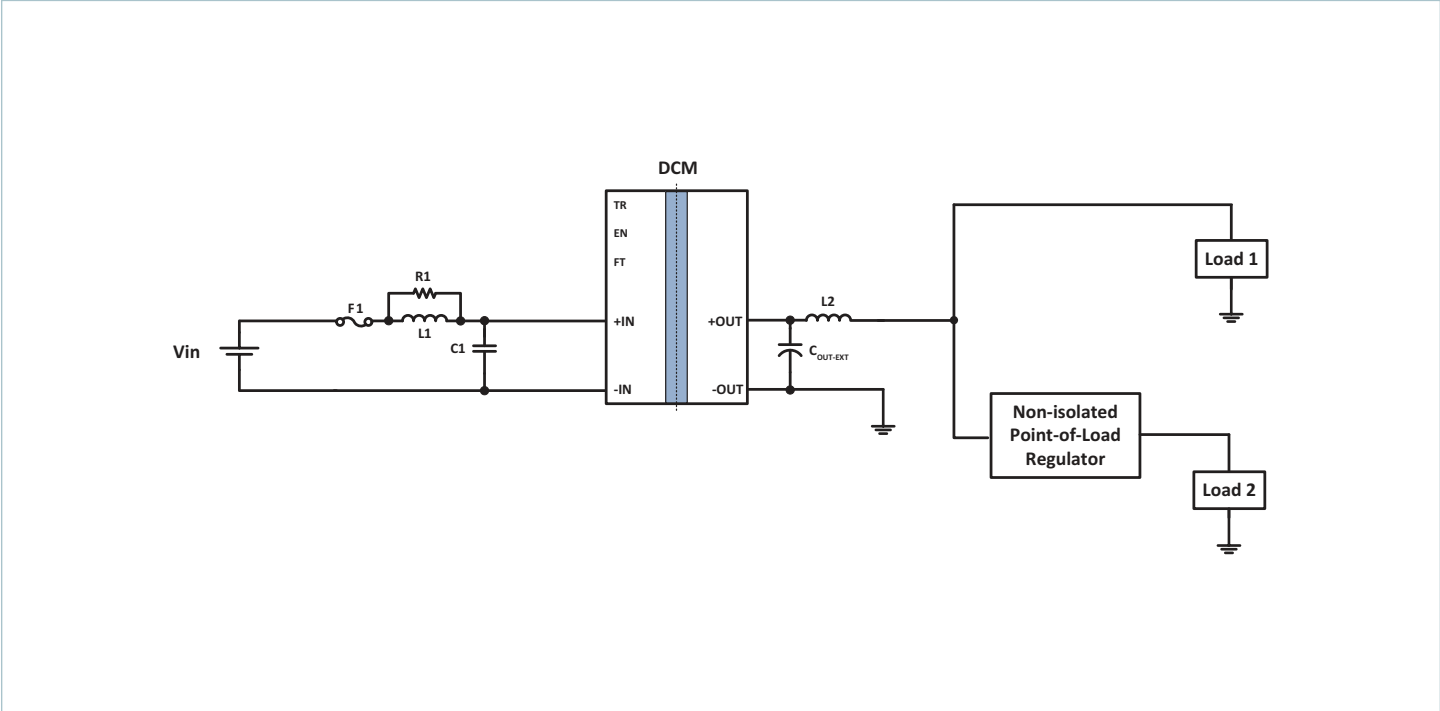 DCM
TR
EN
FT
+IN
-IN
+OUT
-OUT
Vin
F1
R1
L1
C1
L2
COUT-EXT
Load 1
Non-isolated
Point-of-Load
Regulator
Load 2